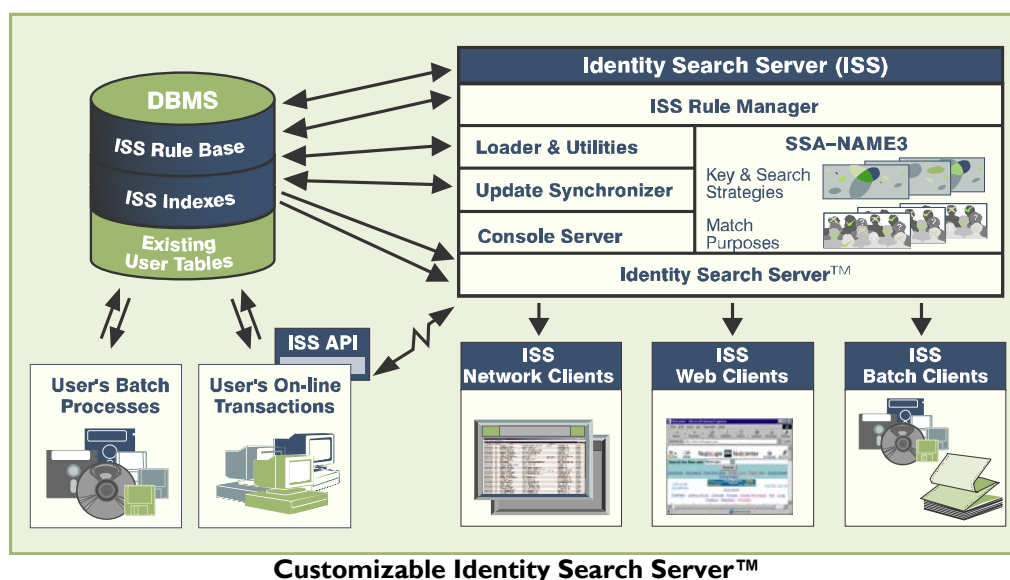 DBMS
ISS Rule Base
ISS Indexes
Existing
User Tables
Identity Search Server (ISS)
ISS Rule Manager
Loader & Utilities
Update Synchronizer
Console Server
SSA–NAME3
Key & Search
Strategies
Match
Purposes
Identity Search Server™
ISS API
User's Batch
Processes
User's On-line
Transactions
ISS
Network Clients
ISS
Web Clients
ISS
Batch Clients
Customizable Identity Search Server™